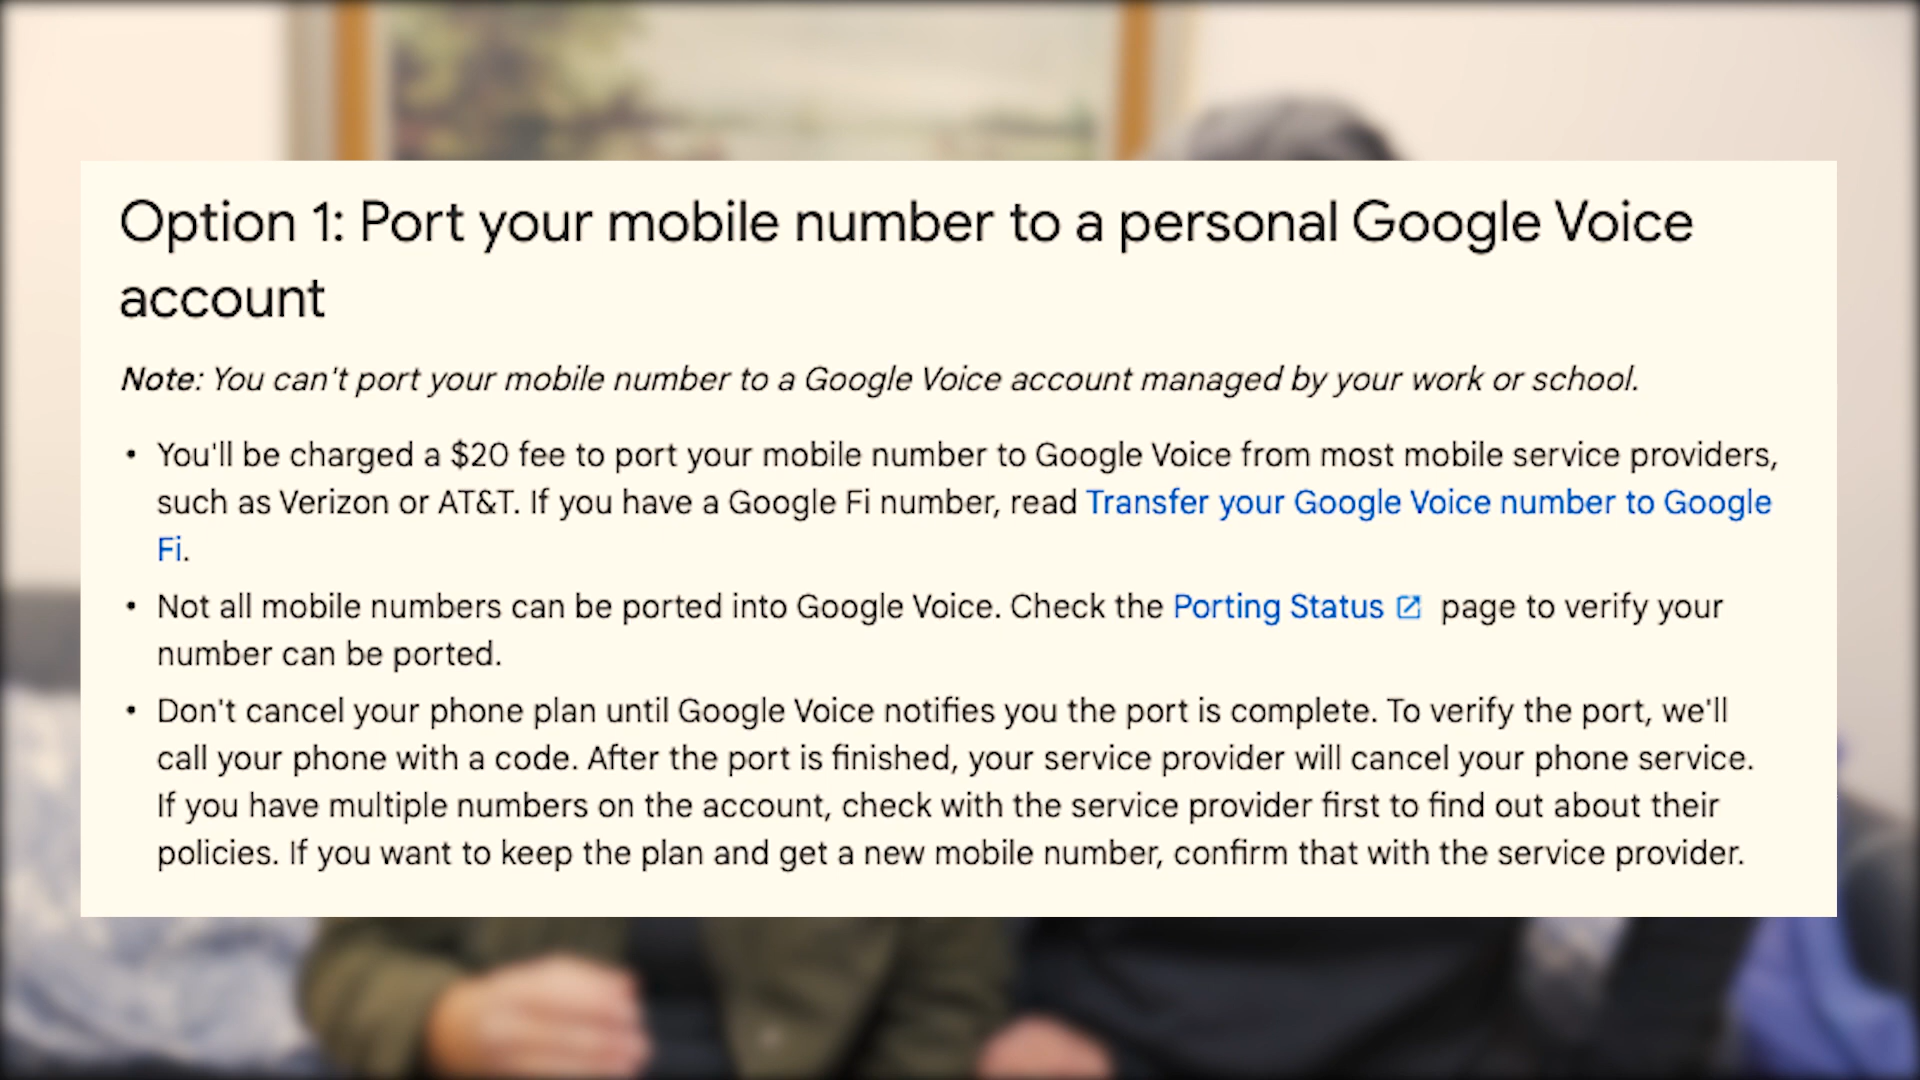 Option 1: Port your mobile number to a personal Google Voice
account
Note: You can't port your mobile number to a Google Voice account managed by your work or school.
• You'll be charged a $20 fee to port your mobile number to Google Voice from most mobile service providers,
such as Verizon or AT&T. If you have a Google Fi number, read Transfer your Google Voice number to Google
Fi.
• Not all mobile numbers can be ported into Google Voice. Check the Porting Status page to verify your
number can be ported.
• Don't cancel your phone plan until Google Voice notifies you the port is complete. To verify the port, we'll
call your phone with a code. After the port is finished, your service provider will cancel your phone service.
If you have multiple numbers on the account, check with the service provider first to find out about their
policies. If you want to keep the plan and get a new mobile number, confirm that with the service provider.